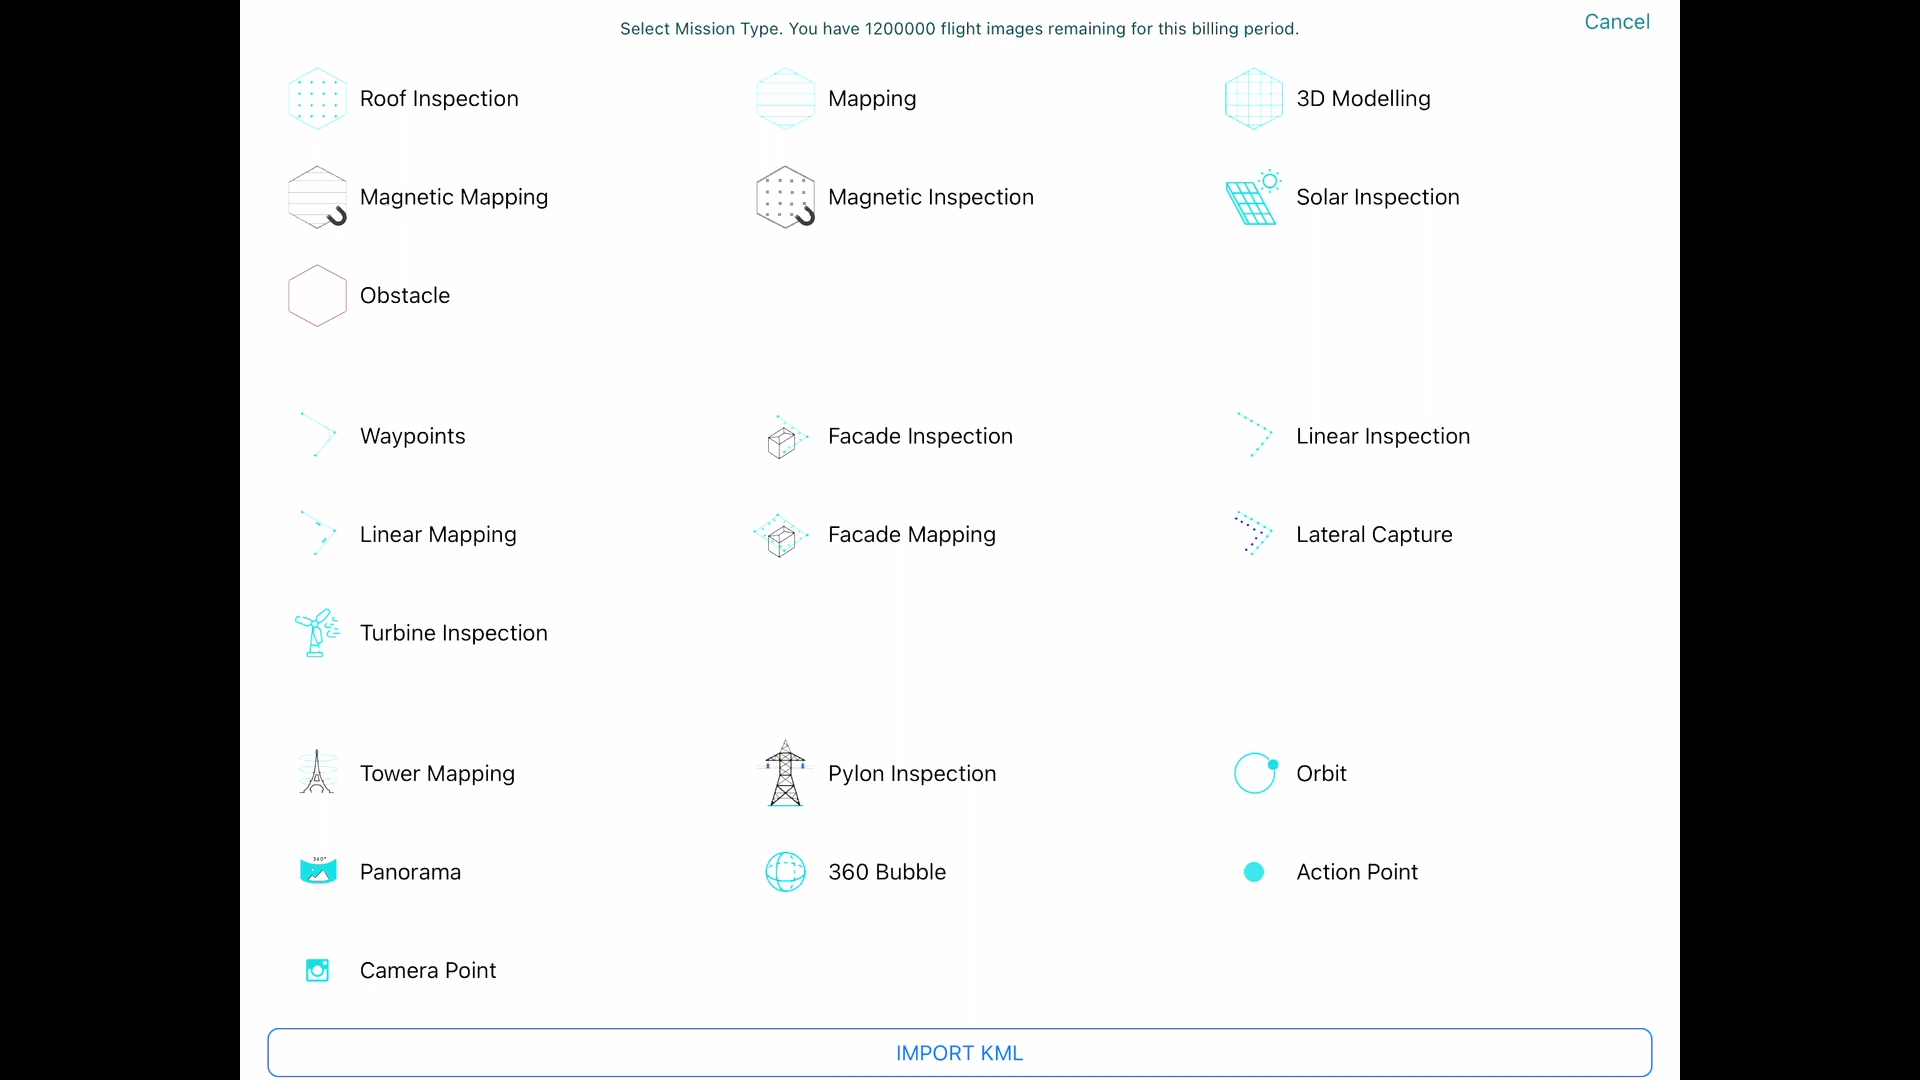 Select Mission Type. You have 1200000 flight images remaining for this billing period.
Cancel
Roof Inspection
Mapping
3D Modelling
Magnetic Mapping
Magnetic Inspection
Solar Inspection
Obstacle
Waypoints
Facade Inspection
Linear Inspection
Linear Mapping
Facade Mapping
Lateral Capture
Turbine Inspection
Tower Mapping
Pylon Inspection
Orbit
360°
Panorama
360 Bubble
Action Point
Camera Point
IMPORT KML